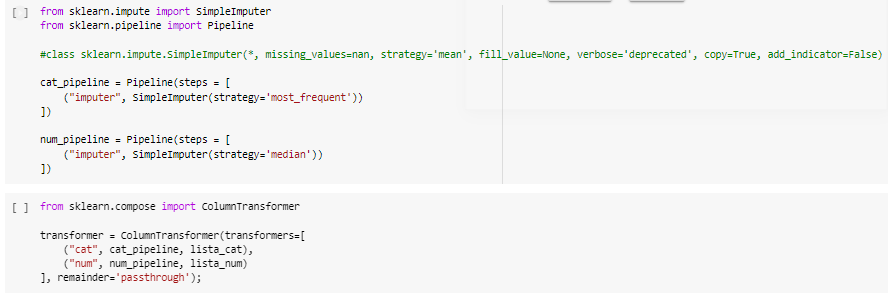 [ ] from sklearn.impute import SimpleImputer
from sklearn.pipeline import Pipeline
#class sklearn.impute.SimpleImputer(*, missing_values=nan, strategy='mean', fill_value=None, verbose='deprecated', copy=True, add_indicator=False)
cat_pipeline = Pipeline(steps = [
("imputer", SimpleImputer(strategy='most_frequent'))
])
num_pipeline = Pipeline(steps = [
("imputer", SimpleImputer(strategy='median'))
])
[ ] from sklearn.compose import ColumnTransformer
transformer = ColumnTransformer(transformers=[
("cat", cat_pipeline, lista_cat),
("num", num_pipeline, lista_num)
], remainder='passthrough');